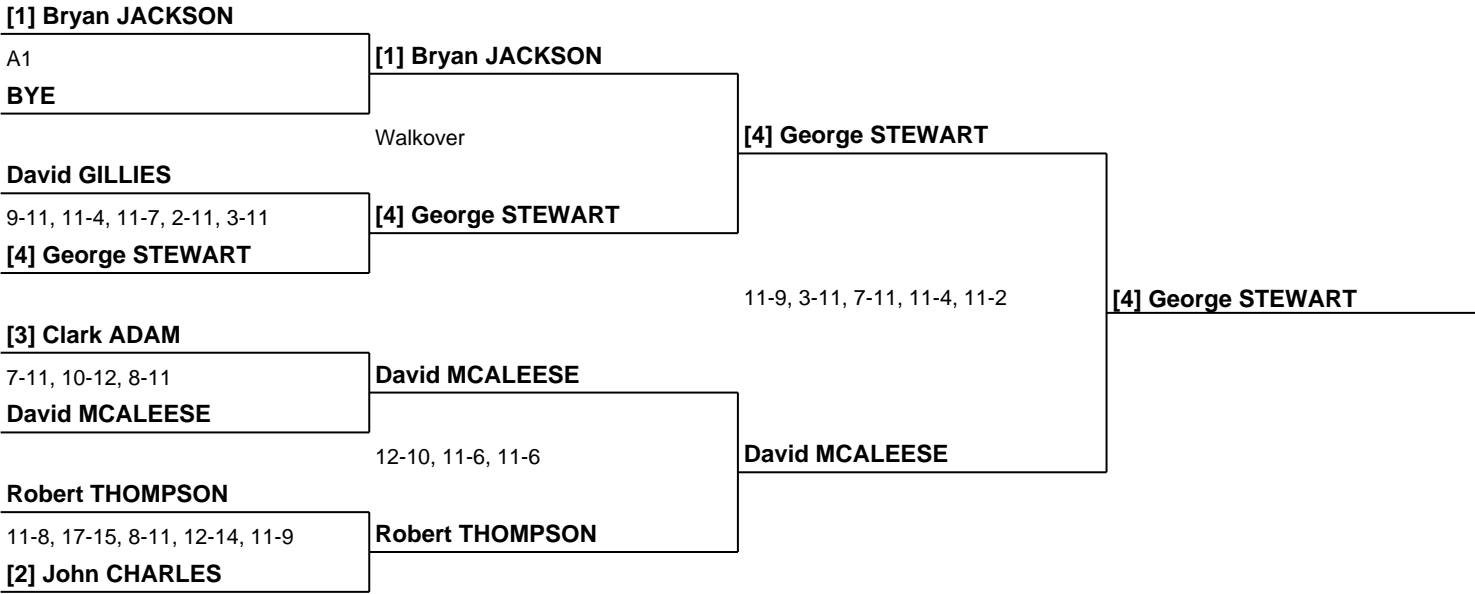 [1] Bryan JACKSON
A1
BYE
[1] Bryan JACKSON
Walkover
David GILLIES
9-11, 11-4, 11-7, 2-11, 3-11
[4] George STEWART
[4] George STEWART
[4] George STEWART
[3] Clark ADAM
7-11, 10-12, 8-11
David MCALEESE
David MCALEESE
12-10, 11-6, 11-6
Robert THOMPSON
11-8, 17-15, 8-11, 12-14, 11-9
[2] John CHARLES
Robert THOMPSON
David MCALEESE
11-9, 3-11, 7-11, 11-4, 11-2
[4] George STEWART